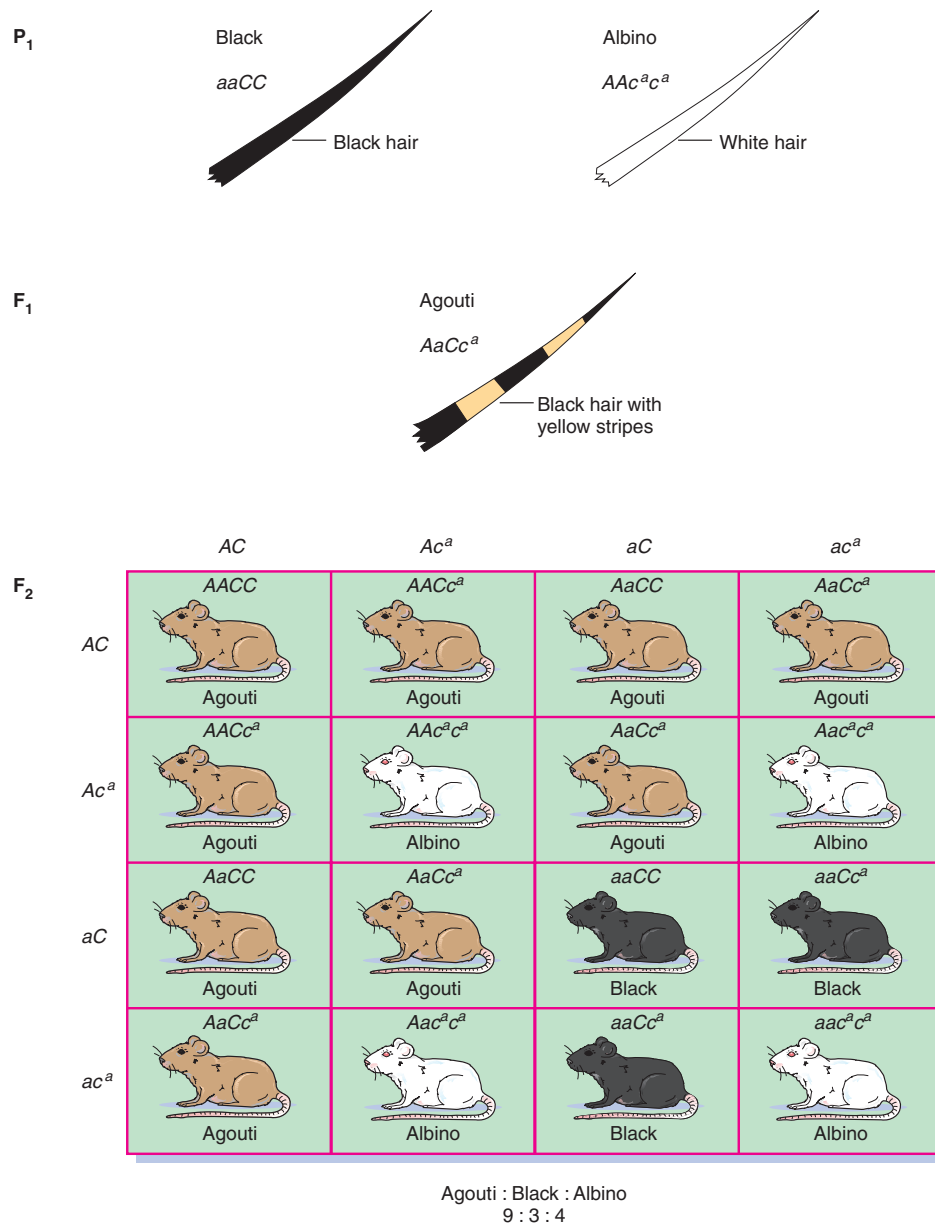 P₁
Black
Albino
aaCC
AAcᵃcᵃ
Black hair
White hair
F₁
Agouti
AaCcᵃ
Black hair with
yellow stripes
AC Acᵃ aC acᵃ
F₂
AACC AACcᵃ AaCC AaCcᵃ
AC
Agouti Agouti Agouti Agouti
AACcᵃ AAcᵃcᵃ AaCcᵃ Aacᵃcᵃ
Acᵃ
Agouti Albino Agouti Albino
AaCC AaCcᵃ aaCC aaCcᵃ
aC
Agouti Agouti Black Black
AaCcᵃ Aacᵃcᵃ aaCcᵃ aacᵃcᵃ
acᵃ
Agouti Albino Black Albino
Agouti : Black : Albino
9 : 3 : 4